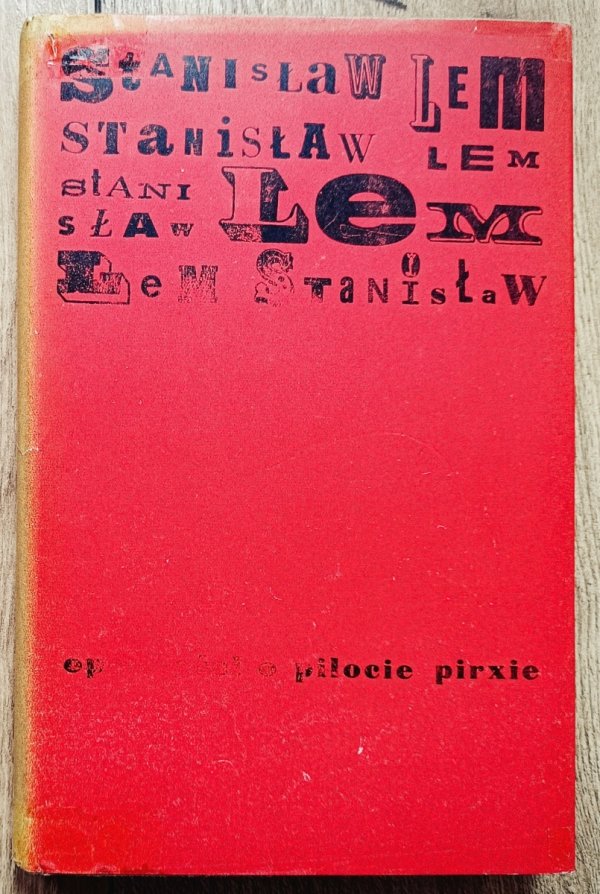 StANIsŁaW LEm
STaNiSŁAW LEM
StANI
sŁAw LeM
LeM STaNisŁaW
o pilocie pirxie